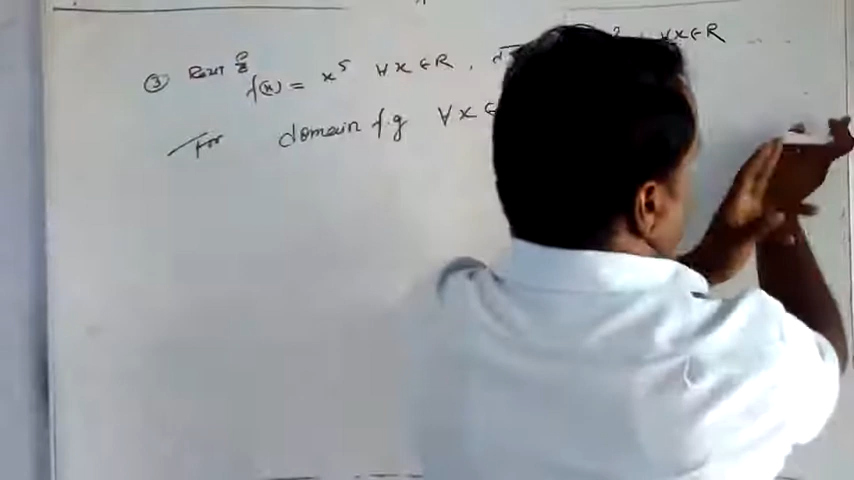 ③
f(x) = x⁵ ∀x∈R, ∀x∈R
For domain f.g ∀x∈